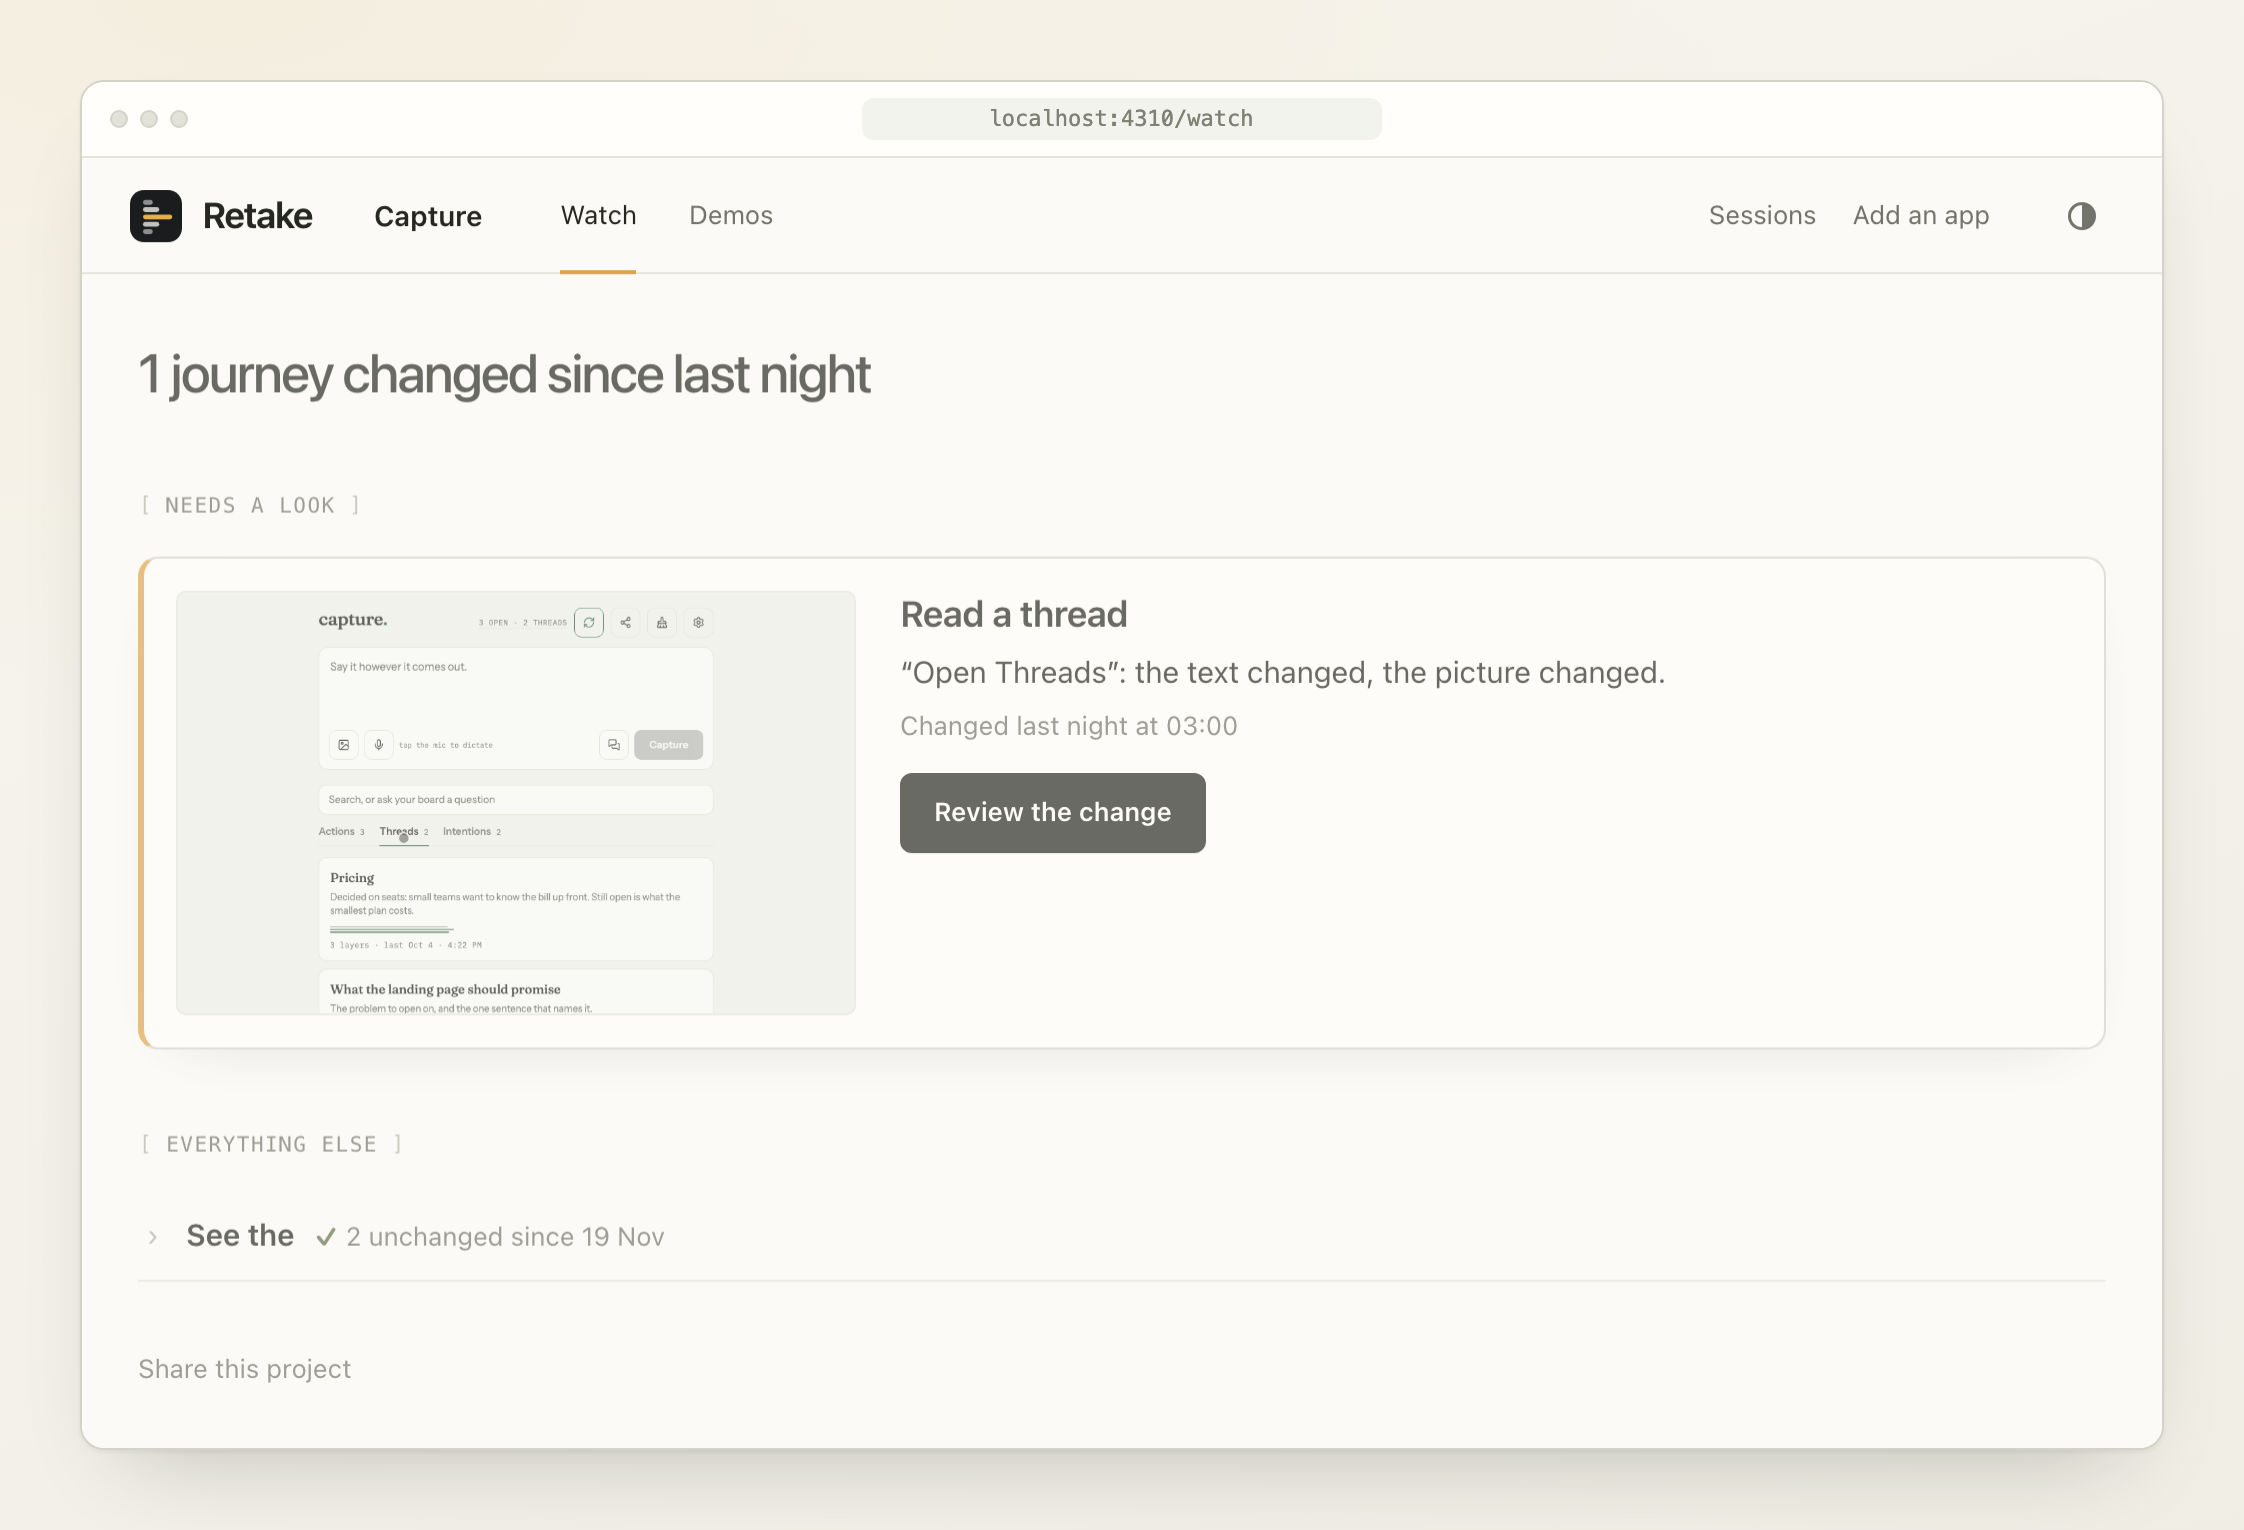 localhost:4310/watch
Retake Capture Watch Demos Sessions Add an app
1 journey changed since last night
[ NEEDS A LOOK ]
capture.
3 OPEN · 2 THREADS
Say it however it comes out.
tap the mic to dictate
Capture
Search, or ask your board a question
Actions 3 Threads 2 Intentions 2
Pricing
Decided on seats: small teams want to know the bill up front. Still open is what the
smallest plan costs.
3 layers · last Oct 4 · 4:22 PM
What the landing page should promise
The problem to open on, and the one sentence that names it.
Read a thread
“Open Threads”: the text changed, the picture changed.
Changed last night at 03:00
Review the change
[ EVERYTHING ELSE ]
See the ✓ 2 unchanged since 19 Nov
Share this project